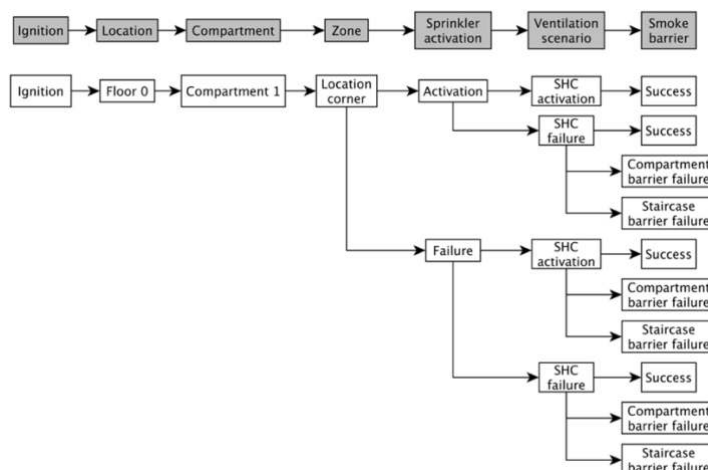 Ignition
Location
Compartment
Zone
Sprinkler
activation
Ventilation
scenario
Smoke
barrier
Ignition
Floor 0
Compartment 1
Location
corner
Activation
SHC
activation
Success
SHC
failure
Success
Compartment
barrier failure
Staircase
barrier failure
Failure
SHC
activation
Success
Compartment
barrier failure
Staircase
barrier failure
SHC
failure
Success
Compartment
barrier failure
Staircase
barrier failure